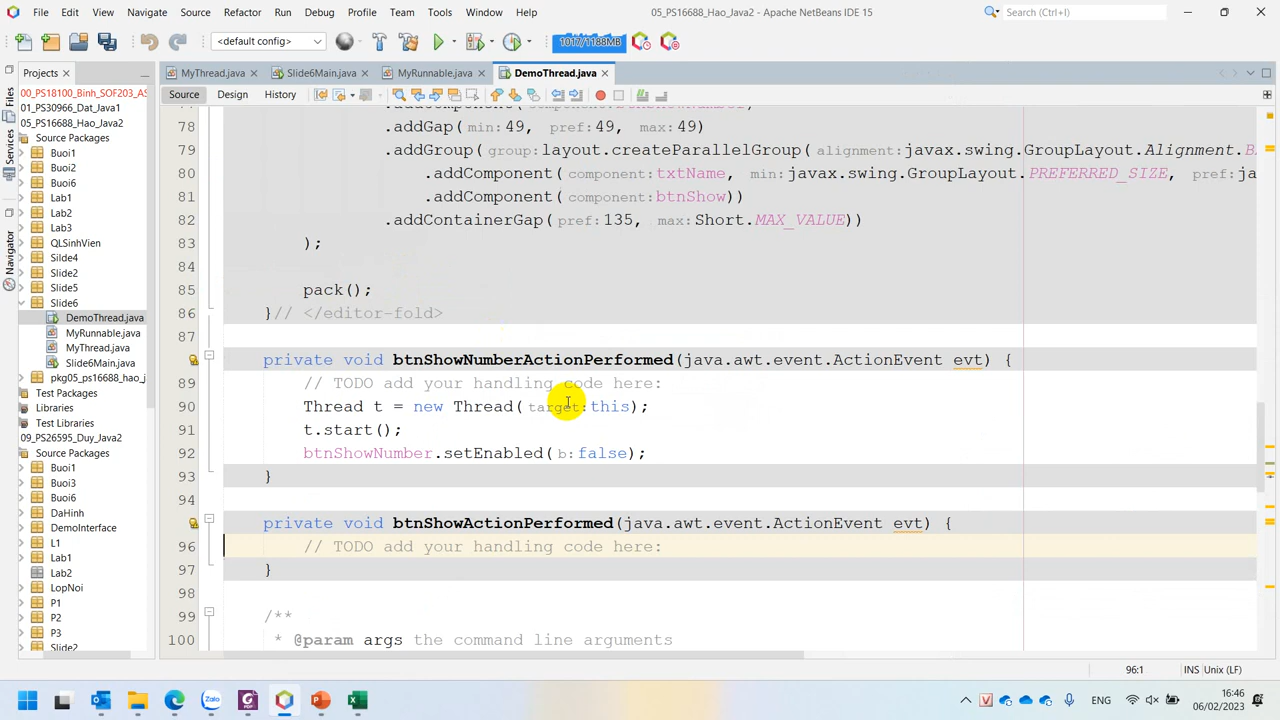 File Edit View Navigate Source Refactor Run Debug Profile Team Tools Window Help 05_PS16688_Hao_Java2 - Apache NetBeans IDE 15 Search (Ctrl+I)
<default config> 1017/1188MB
Projects MyThread.java Slide6Main.java MyRunnable.java DemoThread.java
Source Design History
Files
Services
Navigator
00_PS18100_Binh_SOF203_AS
01_PS30966_Dat_Java1
05_PS16688_Hao_Java2
Source Packages
Buoi1
Buoi2
Buoi6
Lab1
Lab2
Lab3
QLSinhVien
Silde4
Slide2
Slide5
Slide6
DemoThread.java
MyRunnable.java
MyThread.java
Slide6Main.java
pkg05_ps16688_hao_j
Test Packages
Libraries
Test Libraries
09_PS26595_Duy_Java2
Source Packages
Buoi1
Buoi3
Buoi6
DaHinh
DemoInterface
L1
Lab1
Lab2
LopNoi
P1
P2
P3
Slide2
78 .addGap(min:49, pref:49, max:49)
79 .addGroup(group:layout.createParallelGroup(alignment:javax.swing.GroupLayout.Alignment.B
80 .addComponent(component:txtName, min:javax.swing.GroupLayout.PREFERRED_SIZE, pref:ja
81 .addComponent(component:btnShow))
82 .addContainerGap(pref:135, max:Short.MAX_VALUE))
83 );
84
85 pack();
86 }// </editor-fold>
87
private void btnShowNumberActionPerformed(java.awt.event.ActionEvent evt) {
89 // TODO add your handling code here:
90 Thread t = new Thread(target:this);
91 t.start();
92 btnShowNumber.setEnabled(b:false);
93 }
94
private void btnShowActionPerformed(java.awt.event.ActionEvent evt) {
96 // TODO add your handling code here:
97 }
98
99 /**
100 * @param args the command line arguments
96:1 INS Unix (LF)
ENG 16:46
06/02/2023